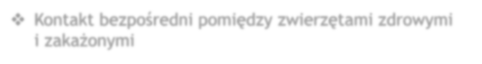 ❖ Kontakt bezpośredni pomiędzy zwierzętami zdrowymi
i zakażonymi